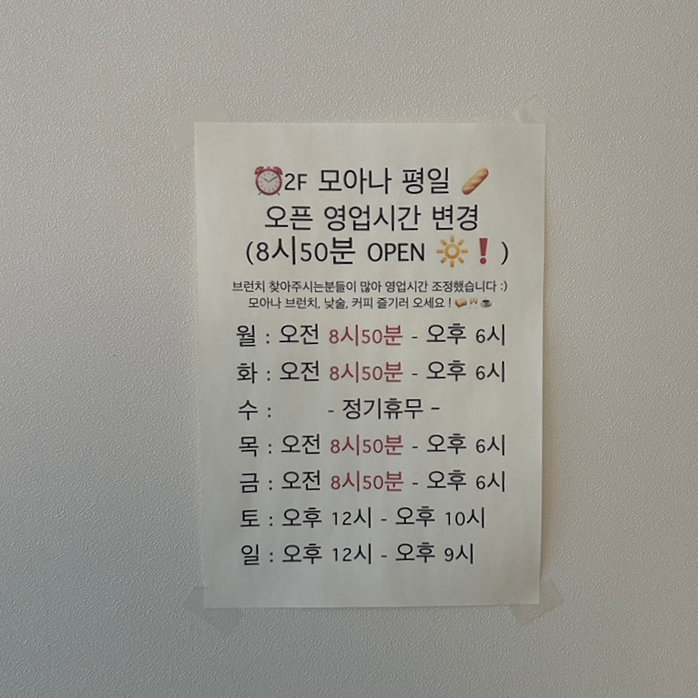 ⏰2F 모아나 평일 🥖
오픈 영업시간 변경
(8시50분 OPEN 🔆❗)
브런치 찾아주시는분들이 많아 영업시간 조정했습니다 :)
모아나 브런치, 낮술, 커피 즐기러 오세요 ! 🥪🥂☕
월 : 오전 8시50분 - 오후 6시
화 : 오전 8시50분 - 오후 6시
수 : - 정기휴무 -
목 : 오전 8시50분 - 오후 6시
금 : 오전 8시50분 - 오후 6시
토 : 오후 12시 - 오후 10시
일 : 오후 12시 - 오후 9시